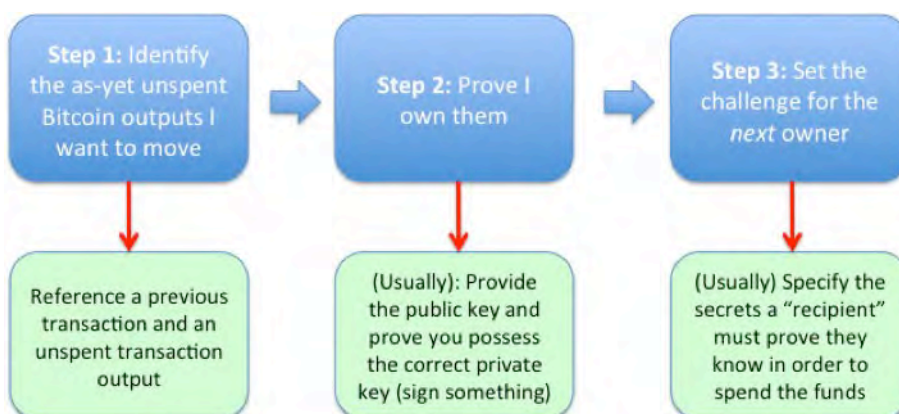 Step 1: Identify
the as-yet unspent
Bitcoin outputs I
want to move
Step 2: Prove I
own them
Step 3: Set the
challenge for the
next owner
Reference a previous
transaction and an
unspent transaction
output
(Usually): Provide
the public key and
prove you possess
the correct private
key (sign something)
(Usually) Specify the
secrets a “recipient”
must prove they
know in order to
spend the funds